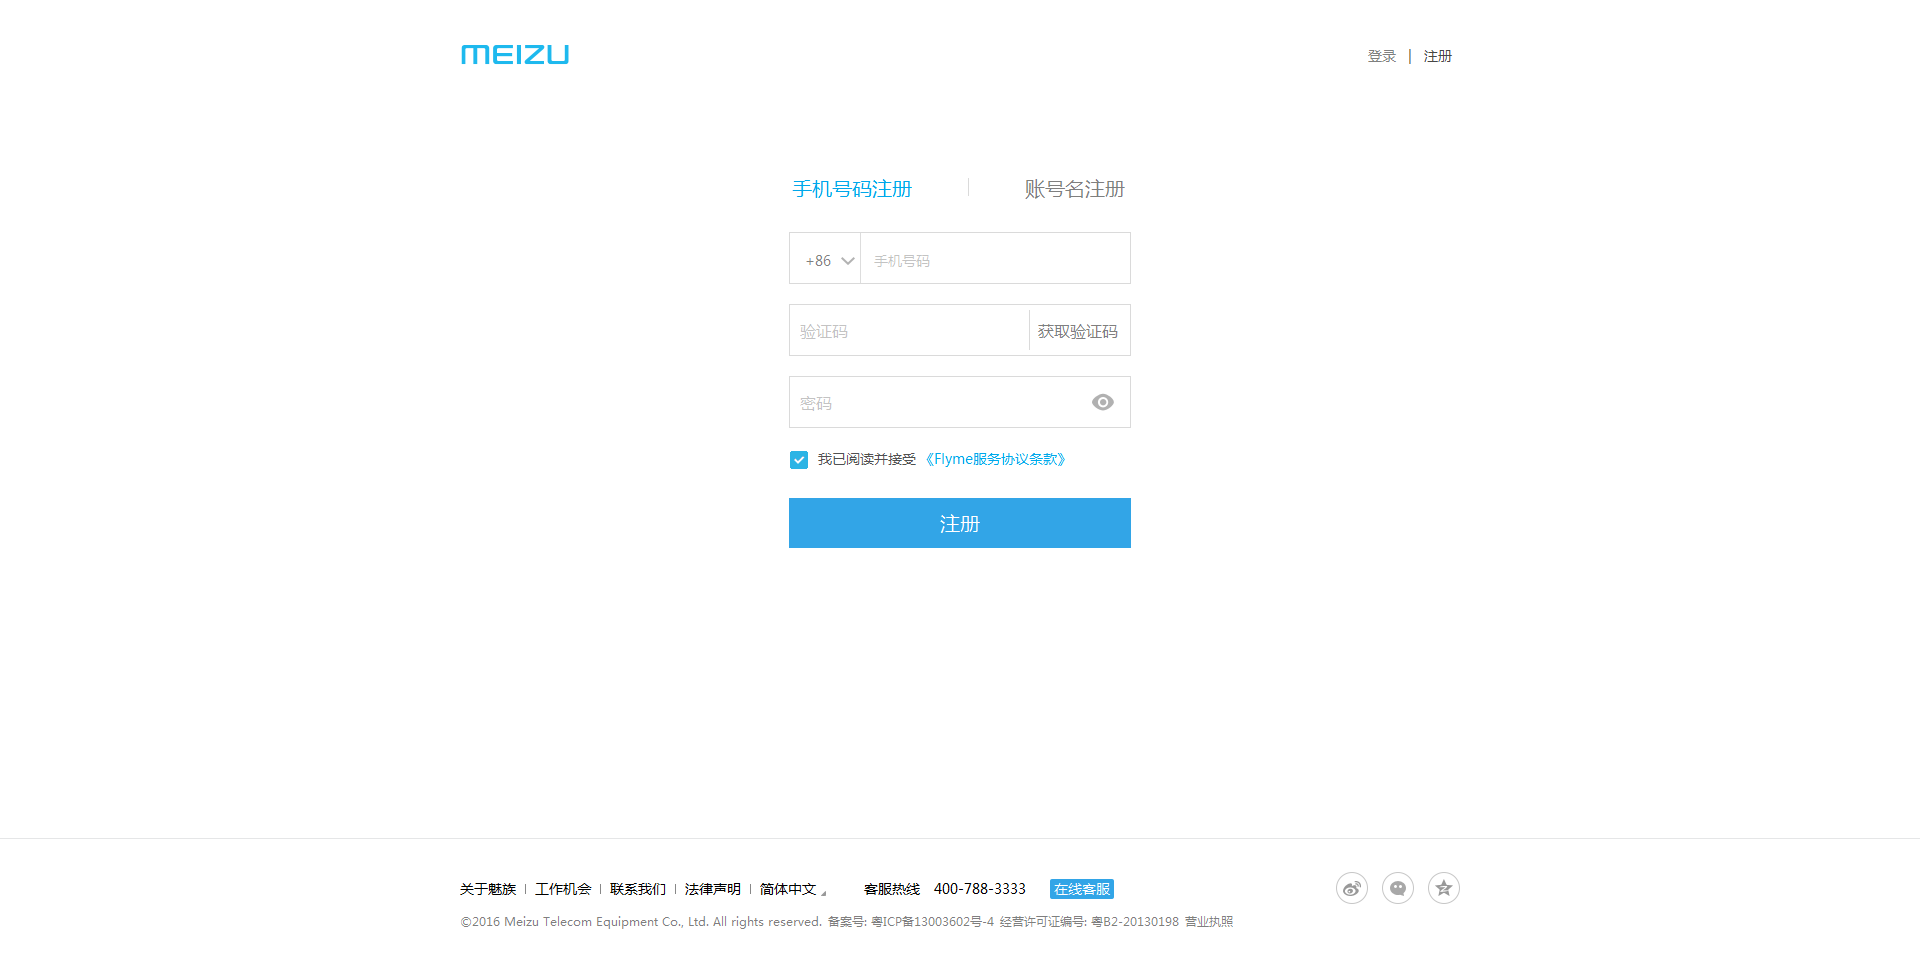 MEIZU
登录 | 注册
手机号码注册 账号名注册
+86 手机号码
验证码 获取验证码
密码
我已阅读并接受《Flyme服务协议条款》
注册
关于魅族 | 工作机会 | 联系我们 | 法律声明 | 简体中文 客服热线 400-788-3333 在线客服
©2016 Meizu Telecom Equipment Co., Ltd. All rights reserved. 备案号: 粤ICP备13003602号-4 经营许可证编号: 粤B2-20130198 营业执照